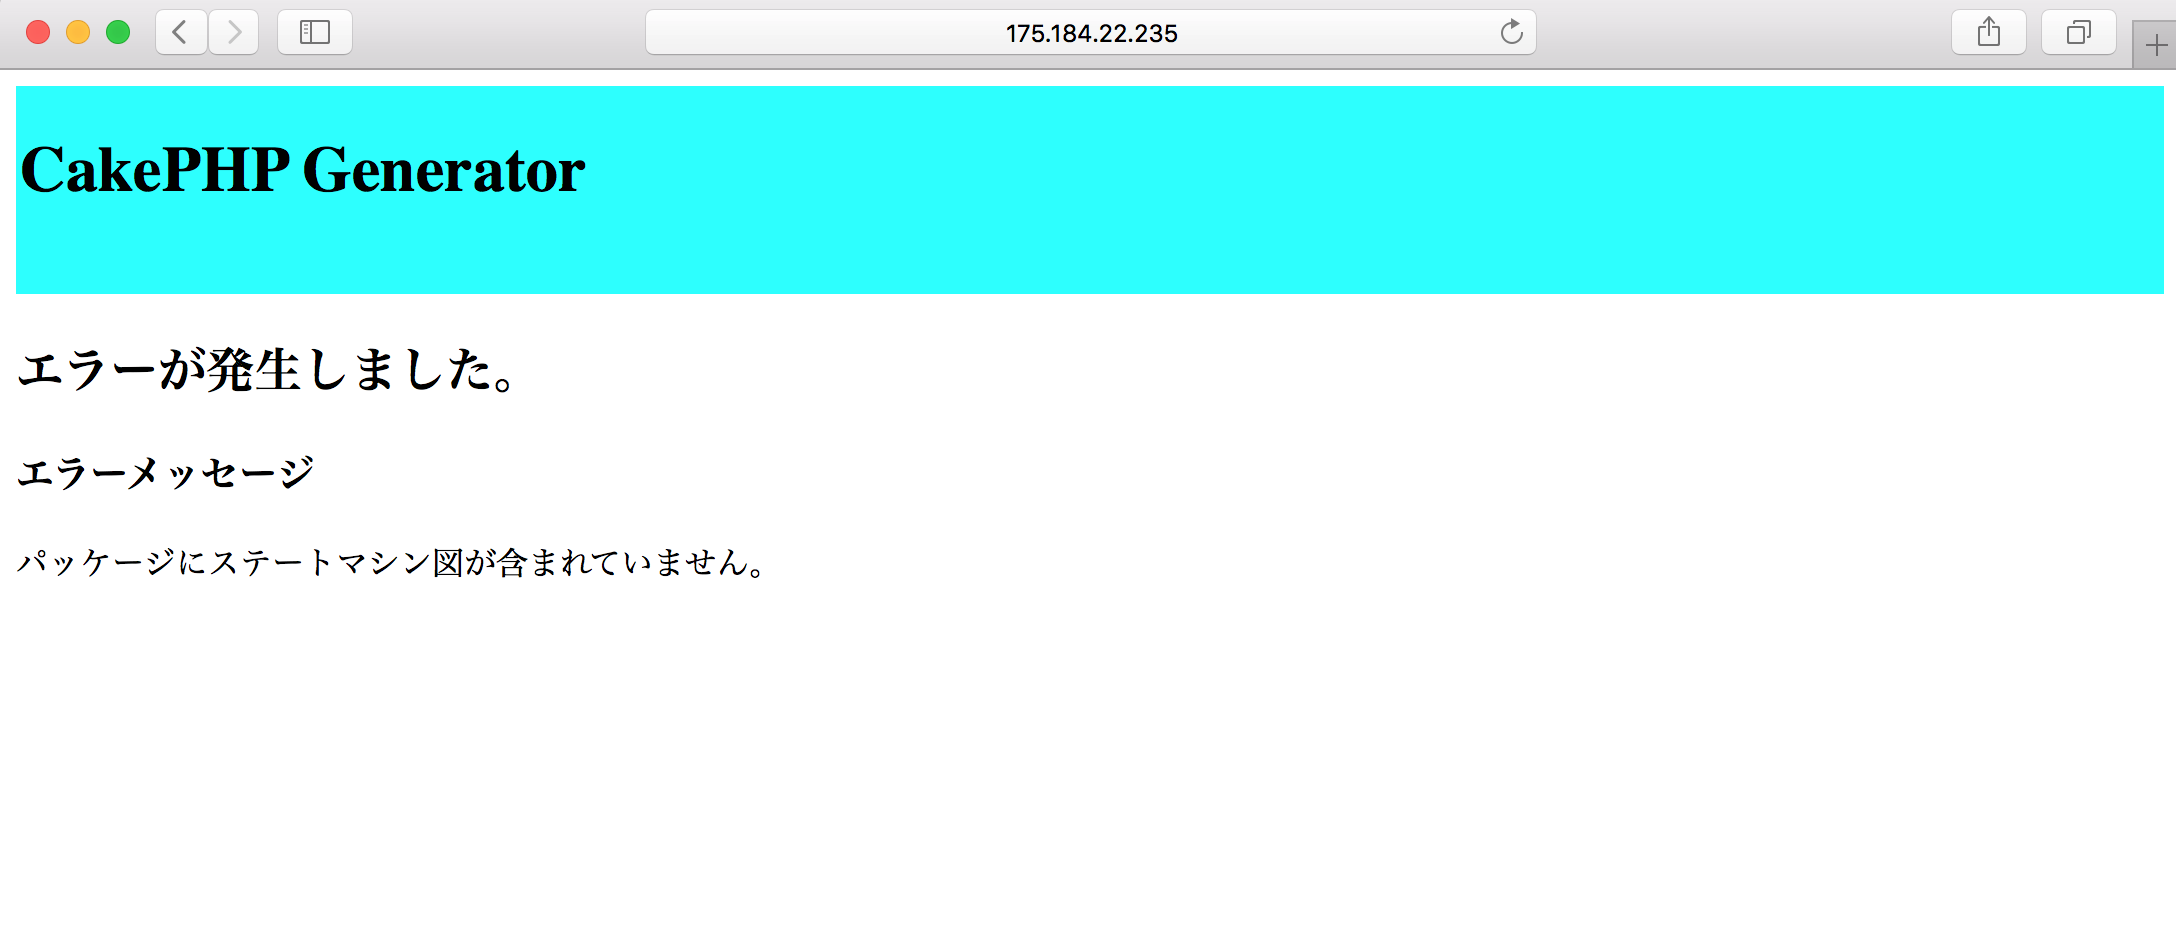 175.184.22.235
CakePHP Generator
エラーが発生しました。
エラーメッセージ
パッケージにステートマシン図が含まれていません。